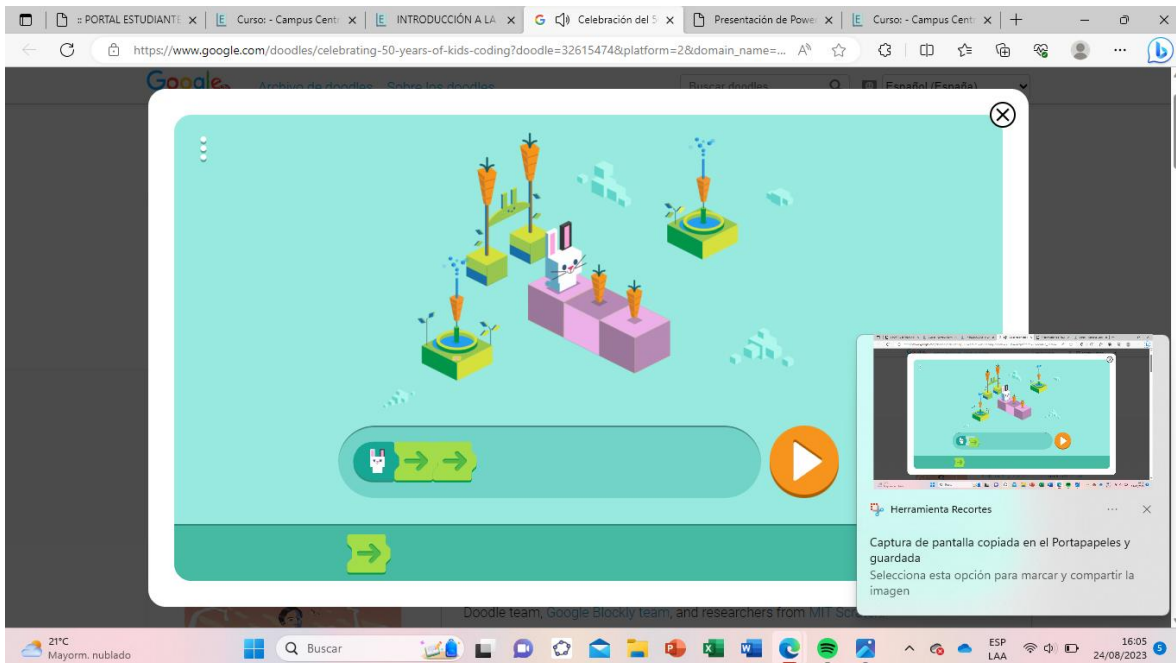 :: PORTAL ESTUDIANTE
Curso: - Campus Cent
INTRODUCCIÓN A LA
Celebración del 5
Presentación de Power
Curso: - Campus Cent
https://www.google.com/doodles/celebrating-50-years-of-kids-coding?doodle=32615474&platform=2&domain_name=...
Google
Archivo de doodles
Sobre los doodles
Buscar doodles
Español (España)
Herramienta Recortes
Captura de pantalla copiada en el Portapapeles y
guardada
Selecciona esta opción para marcar y compartir la
imagen
Doodle team, Google Blockly team, and researchers from MIT
21°C
Mayorm. nublado
Buscar
ESP
LAA
16:05
24/08/2023
5